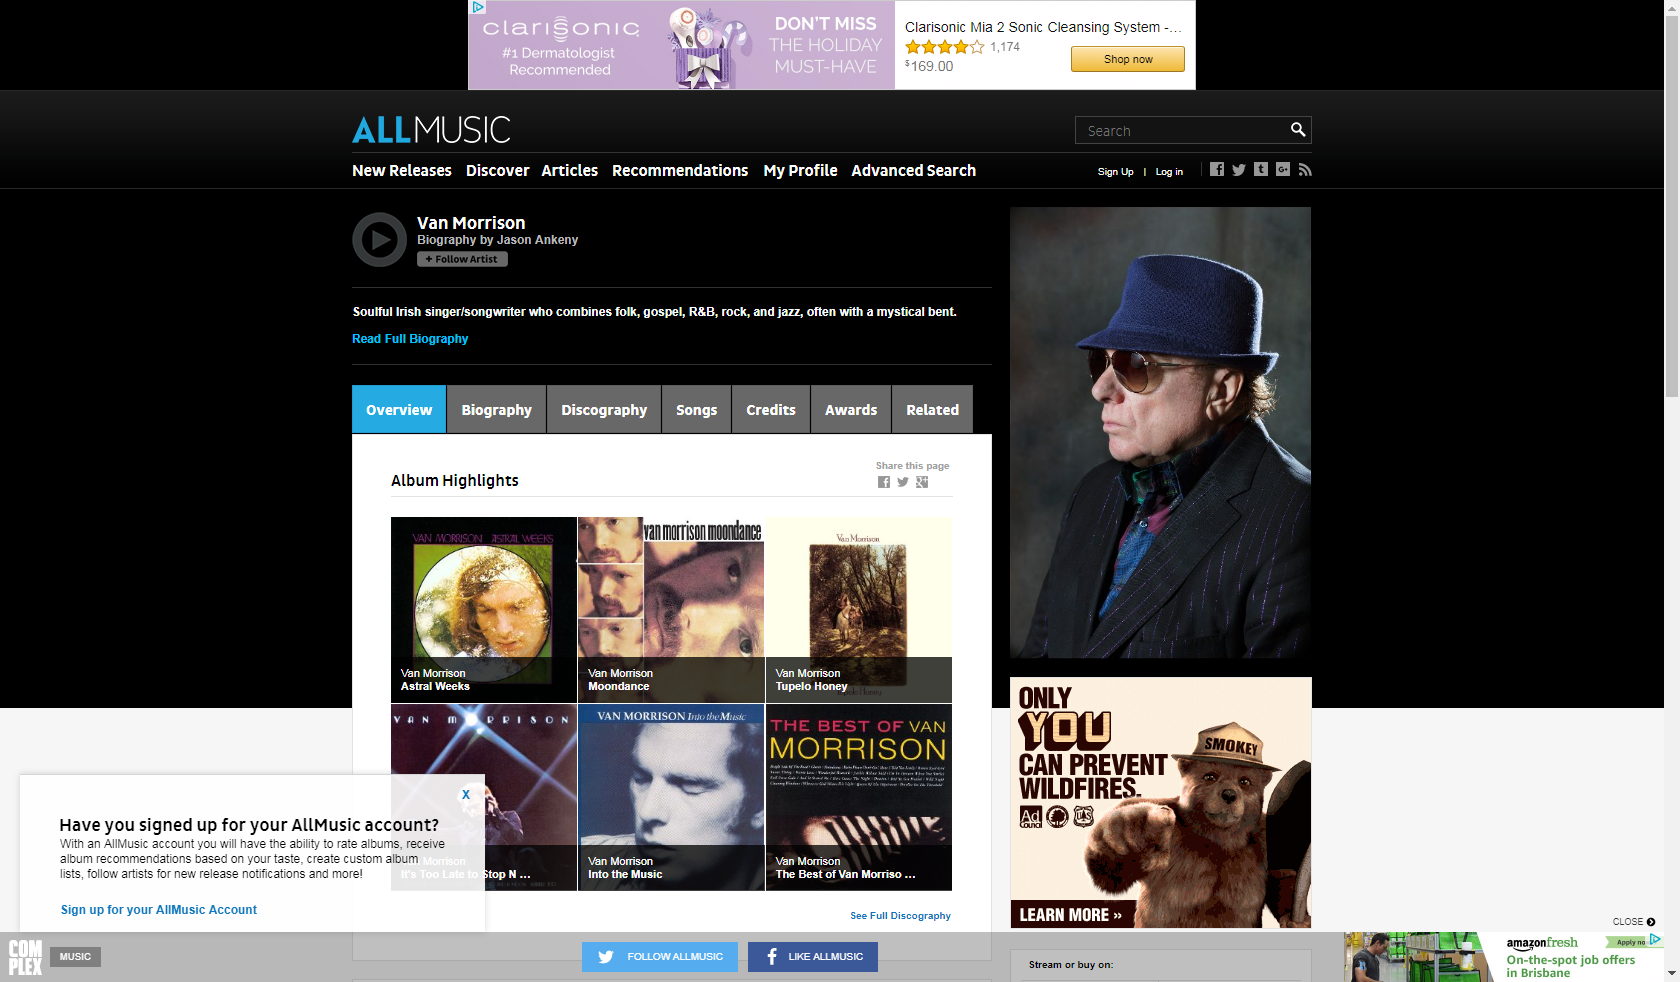 clarisonic
#1 Dermatologist
Recommended
DON'T MISS
THE HOLIDAY
MUST-HAVE
Clarisonic Mia 2 Sonic Cleansing System -...
1,174
$169.00
Shop now
ALLMUSIC
Search
New Releases Discover Articles Recommendations My Profile Advanced Search
Sign Up | Log in
Van Morrison
Biography by Jason Ankeny
+ Follow Artist
Soulful Irish singer/songwriter who combines folk, gospel, R&B, rock, and jazz, often with a mystical bent.
Read Full Biography
Overview Biography Discography Songs Credits Awards Related
Album Highlights
Share this page
VAN MORRISON ASTRAL WEEKS
van morrison moondance
Van Morrison
Van Morrison
Astral Weeks
Van Morrison
Moondance
Van Morrison
Tupelo Honey
Tupelo Honey
VAN MORRISON
VAN MORRISON Into the Music
THE BEST OF VAN
MORRISON
Morrison
It's Too Late to Stop N ...
Van Morrison
Into the Music
Van Morrison
The Best of Van Morriso ...
See Full Discography
X
Have you signed up for your AllMusic account?
With an AllMusic account you will have the ability to rate albums, receive
album recommendations based on your taste, create custom album
lists, follow artists for new release notifications and more!
Sign up for your AllMusic Account
ONLY
YOU
CAN PREVENT
WILDFIRES.
SMOKEY
Ad
Council
LEARN MORE »
CLOSE
COM
PLEX
MUSIC
FOLLOW ALLMUSIC
LIKE ALLMUSIC
Stream or buy on:
amazonfresh
Apply no
On-the-spot job offers
in Brisbane